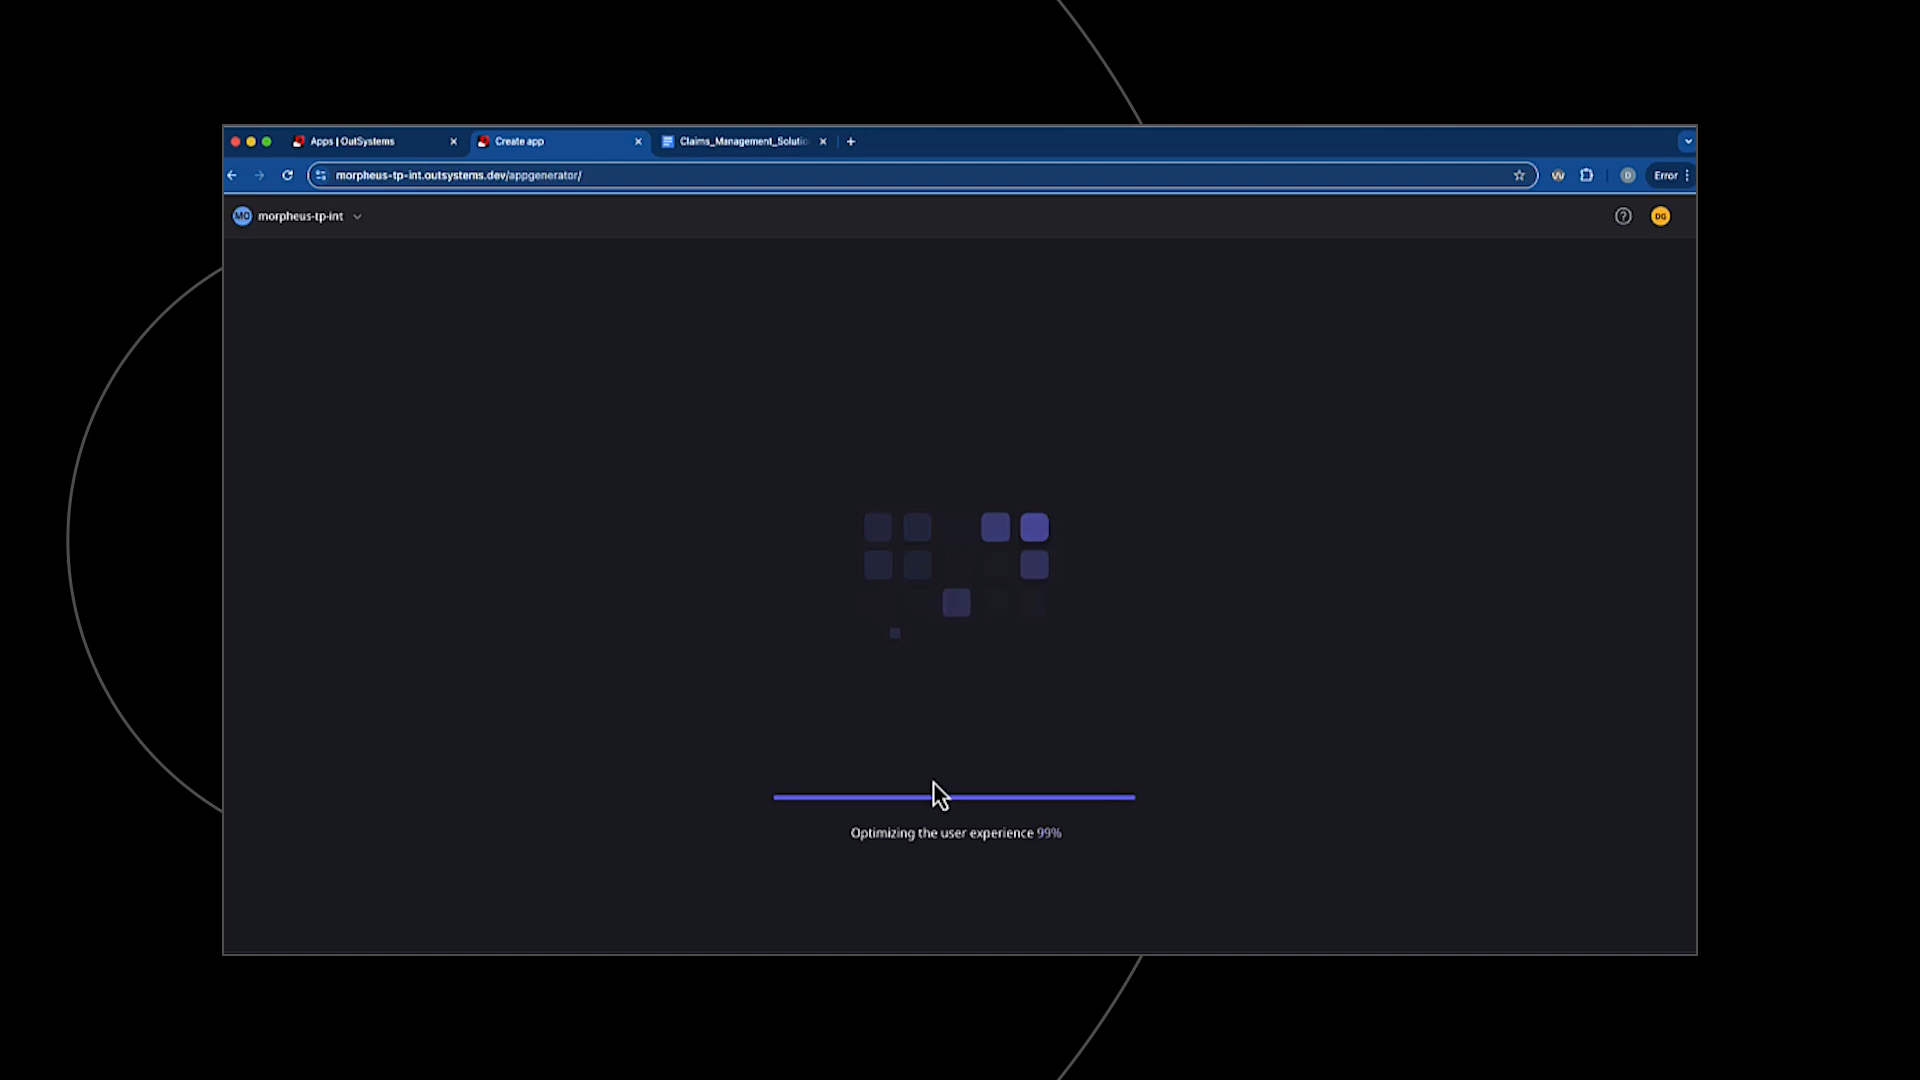 Apps | OutSystems
Create app
Claims_Management_Solutio
morpheus-tp-int.outsystems.dev/appgenerator/
D
Error
MO
morpheus-tp-int
DG
Optimizing the user experience 99%